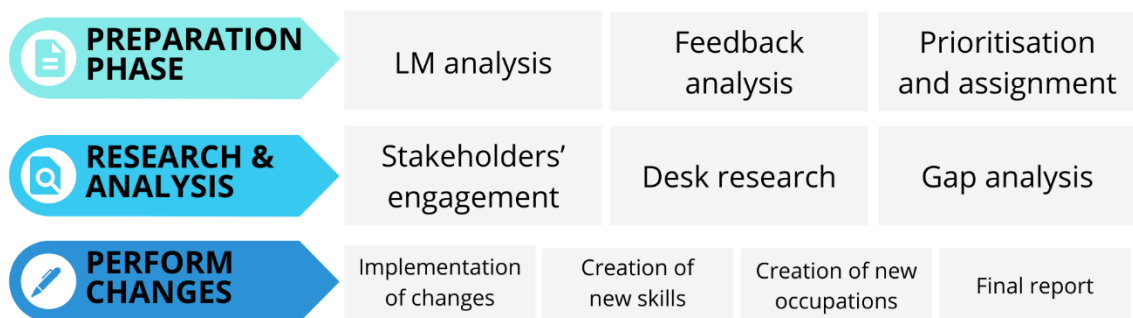 PREPARATION
PHASE
LM analysis
Feedback
analysis
Prioritisation
and assignment
RESEARCH &
ANALYSIS
Stakeholders’
engagement
Desk research
Gap analysis
PERFORM
CHANGES
Implementation
of changes
Creation of
new skills
Creation of new
occupations
Final report